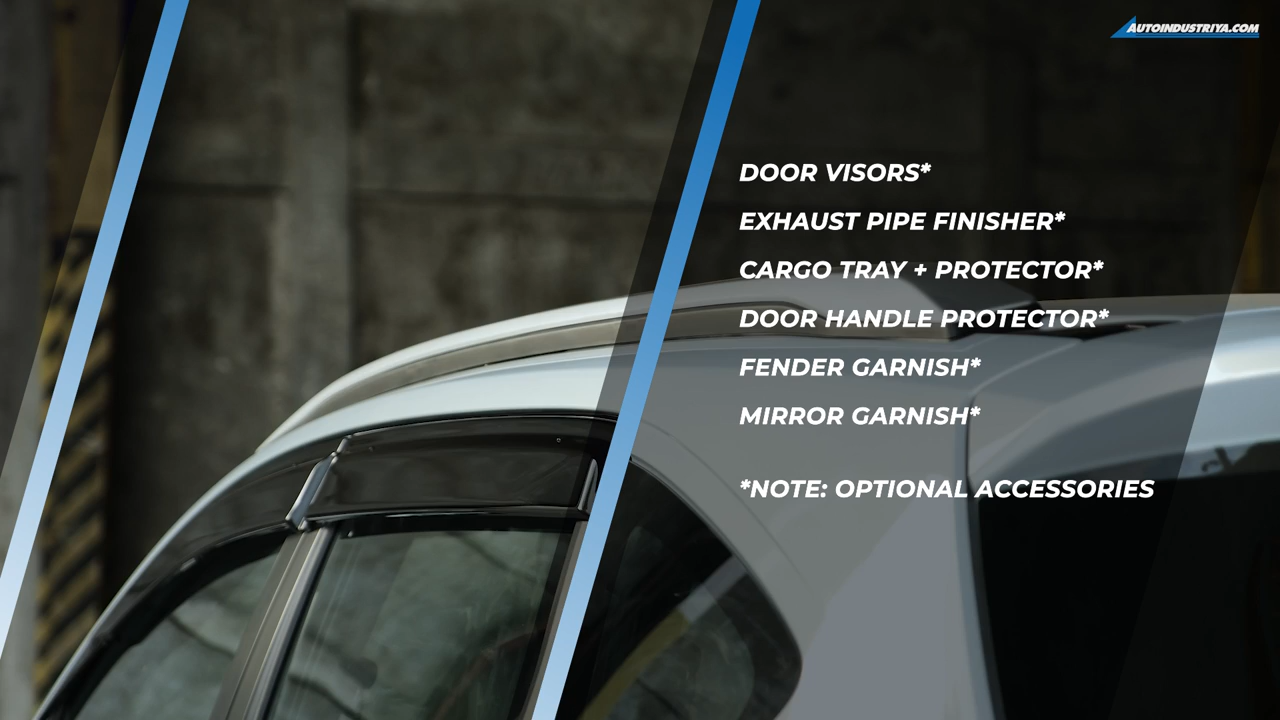 AUTOINDUSTRIYA.COM
DOOR VISORS*
EXHAUST PIPE FINISHER*
CARGO TRAY + PROTECTOR*
DOOR HANDLE PROTECTOR*
FENDER GARNISH*
MIRROR GARNISH*
*NOTE: OPTIONAL ACCESSORIES